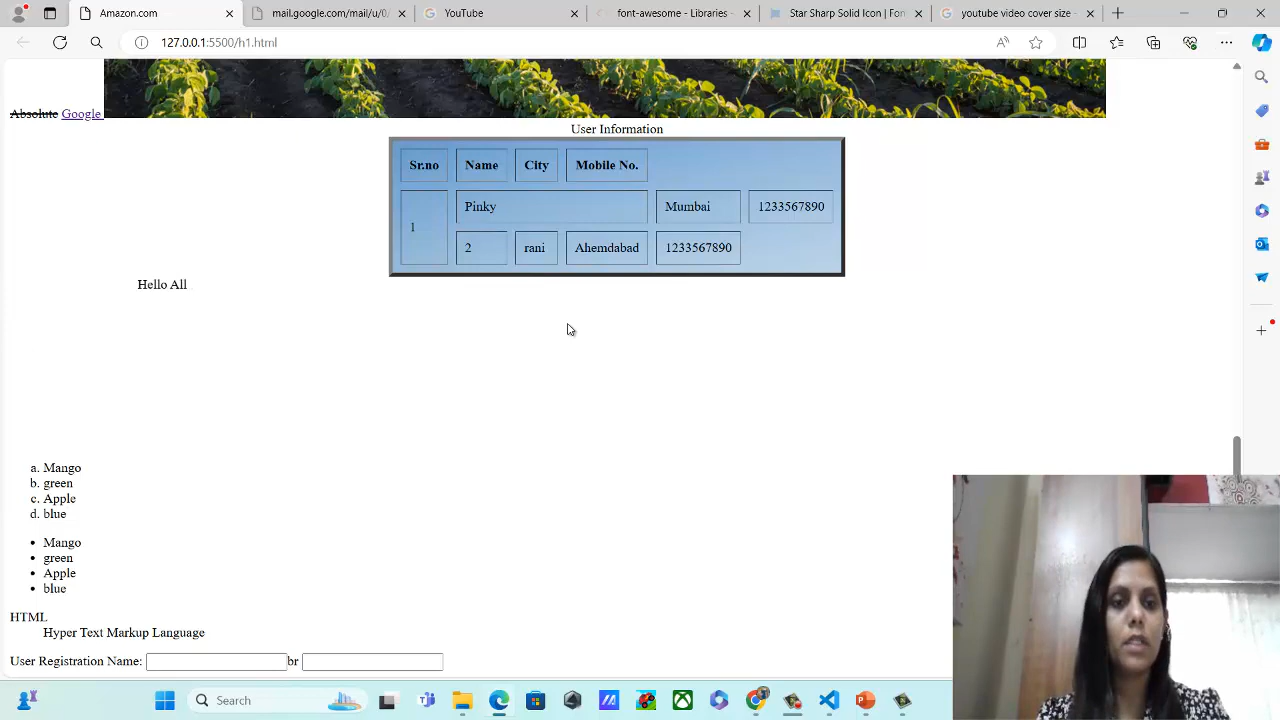 Amazon.com
mail.google.com/mail/u/0/
YouTube
font-awesome - Libraries -
Star Sharp Solid Icon | Font
youtube video cover size -
127.0.0.1:5500/h1.html
Absolute Google
User Information
Sr.no Name City Mobile No.
1 Pinky Mumbai 1233567890
2 rani Ahemdabad 1233567890
Hello All
a. Mango
b. green
c. Apple
d. blue
• Mango
• green
• Apple
• blue
HTML
Hyper Text Markup Language
User Registration Name: br
Search